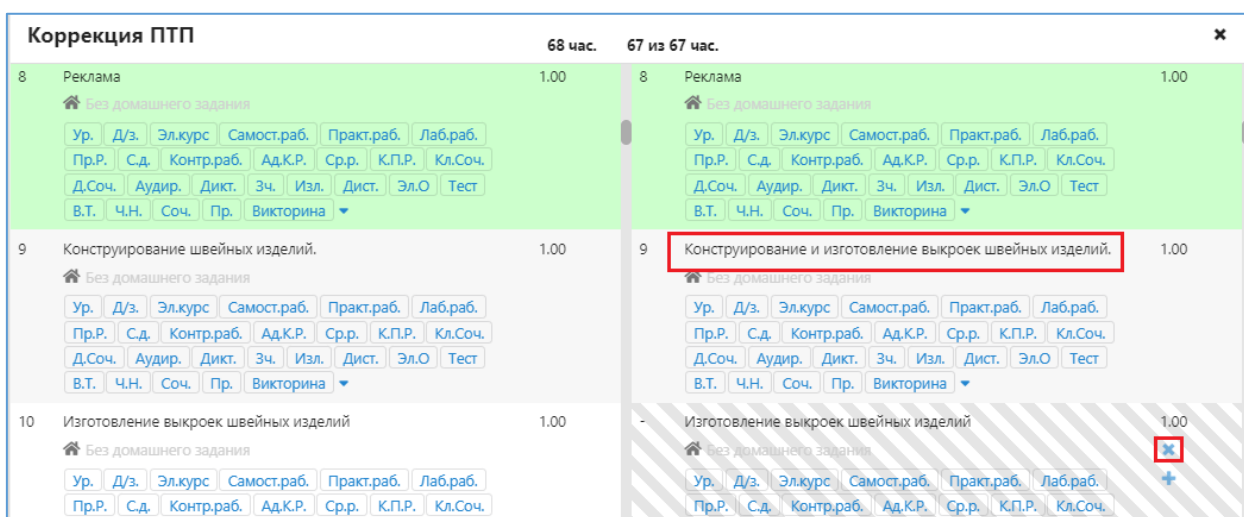 Коррекция ПТП 68 час. 67 из 67 час. ×
8 Реклама 1.00
Без домашнего задания
Ур. Д/з. Эл.курс Самост.раб. Практ.раб. Лаб.раб.
Пр.Р. С.д. Контр.раб. Ад.К.Р. Ср.р. К.П.Р. Кл.Соч.
Д.Соч. Аудир. Дикт. Зч. Изл. Дист. Эл.О Тест
В.Т. Ч.Н. Соч. Пр. Викторина
8 Реклама 1.00
Без домашнего задания
Ур. Д/з. Эл.курс Самост.раб. Практ.раб. Лаб.раб.
Пр.Р. С.д. Контр.раб. Ад.К.Р. Ср.р. К.П.Р. Кл.Соч.
Д.Соч. Аудир. Дикт. Зч. Изл. Дист. Эл.О Тест
В.Т. Ч.Н. Соч. Пр. Викторина
9 Конструирование швейных изделий. 1.00
Без домашнего задания
Ур. Д/з. Эл.курс Самост.раб. Практ.раб. Лаб.раб.
Пр.Р. С.д. Контр.раб. Ад.К.Р. Ср.р. К.П.Р. Кл.Соч.
Д.Соч. Аудир. Дикт. Зч. Изл. Дист. Эл.О Тест
В.Т. Ч.Н. Соч. Пр. Викторина
9 Конструирование и изготовление выкроек швейных изделий. 1.00
Без домашнего задания
Ур. Д/з. Эл.курс Самост.раб. Практ.раб. Лаб.раб.
Пр.Р. С.д. Контр.раб. Ад.К.Р. Ср.р. К.П.Р. Кл.Соч.
Д.Соч. Аудир. Дикт. Зч. Изл. Дист. Эл.О Тест
В.Т. Ч.Н. Соч. Пр. Викторина
10 Изготовление выкроек швейных изделий 1.00
Без домашнего задания
Ур. Д/з. Эл.курс Самост.раб. Практ.раб. Лаб.раб.
Пр.Р. С.д. Контр.раб. Ад.К.Р. Ср.р. К.П.Р. Кл.Соч.
- Изготовление выкроек швейных изделий 1.00
Без домашнего задания ×
Ур. Д/з. Эл.курс Самост.раб. Практ.раб. Лаб.раб. +
Пр.Р. С.д. Контр.раб. Ад.К.Р. Ср.р. К.П.Р. Кл.Соч.